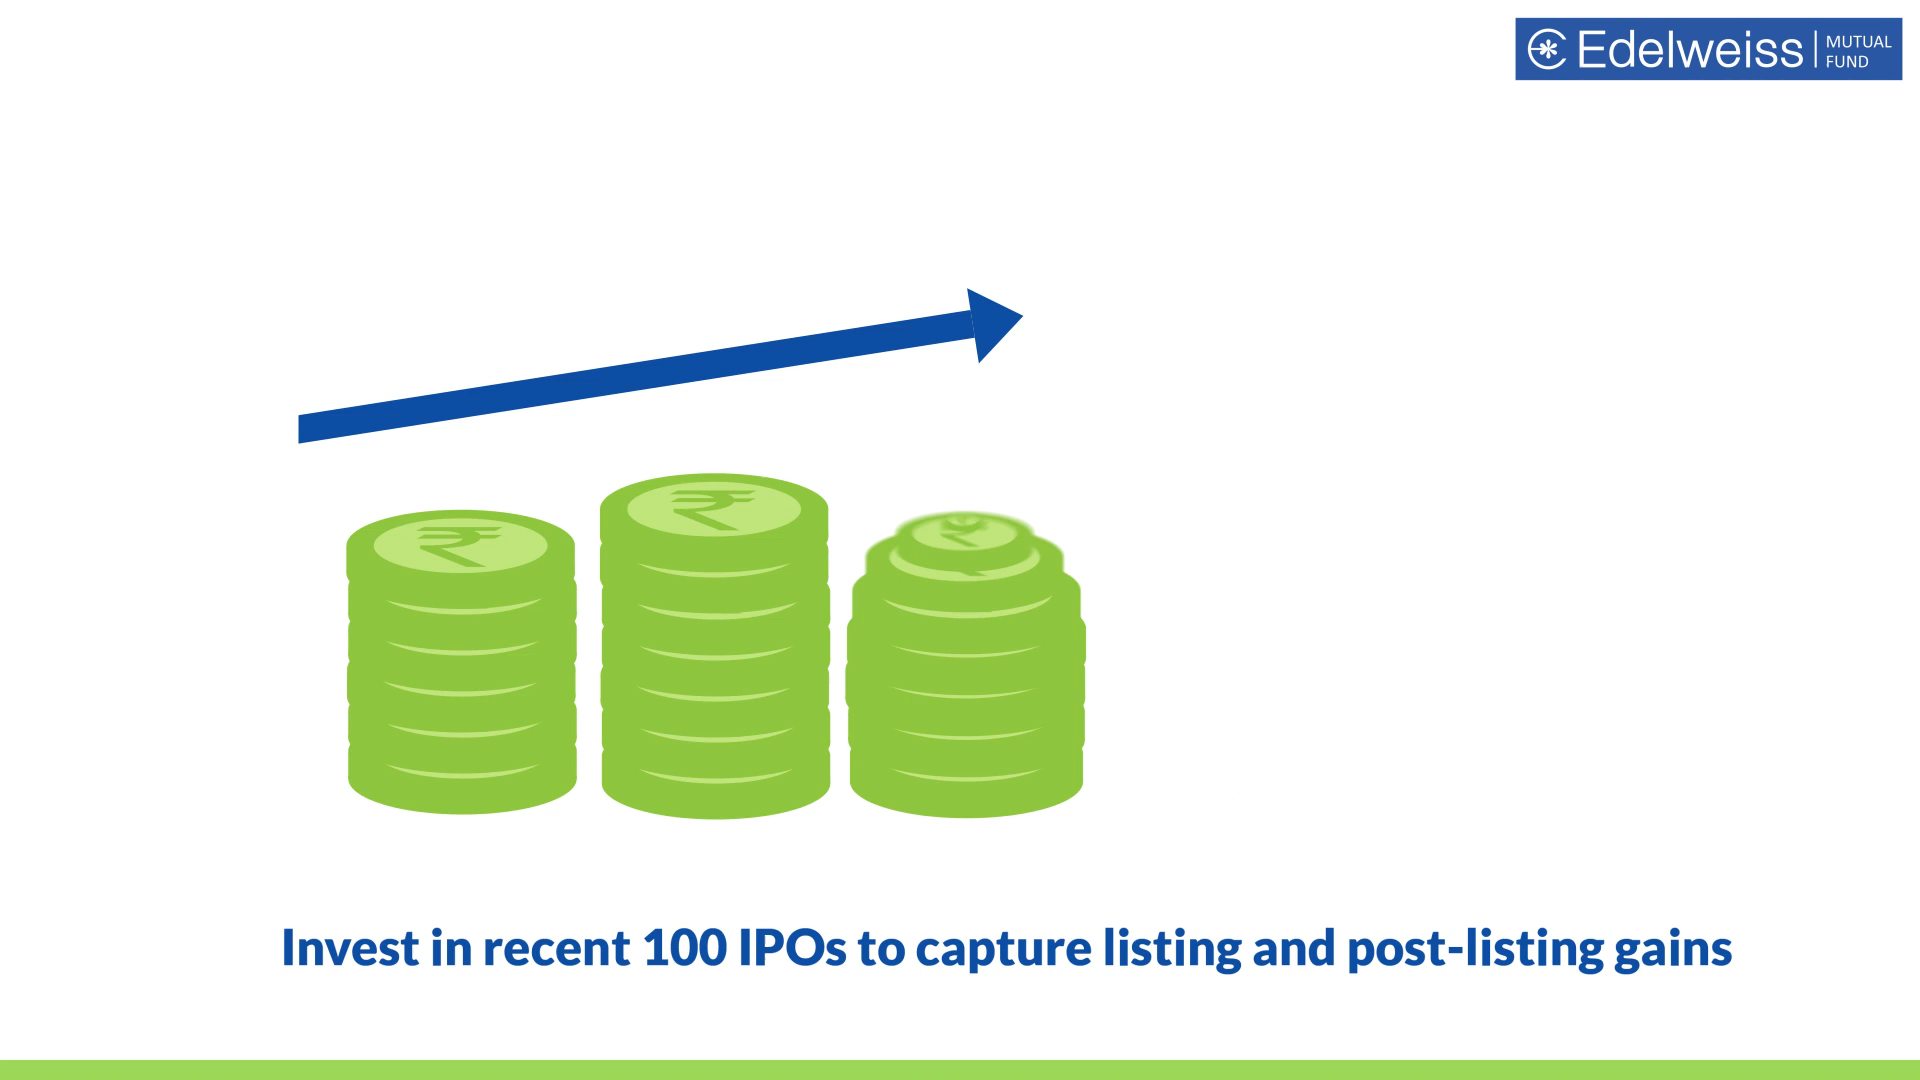 Edelweiss
MUTUAL
FUND
₹
₹
₹
Invest in recent 100 IPOs to capture listing and post-listing gains